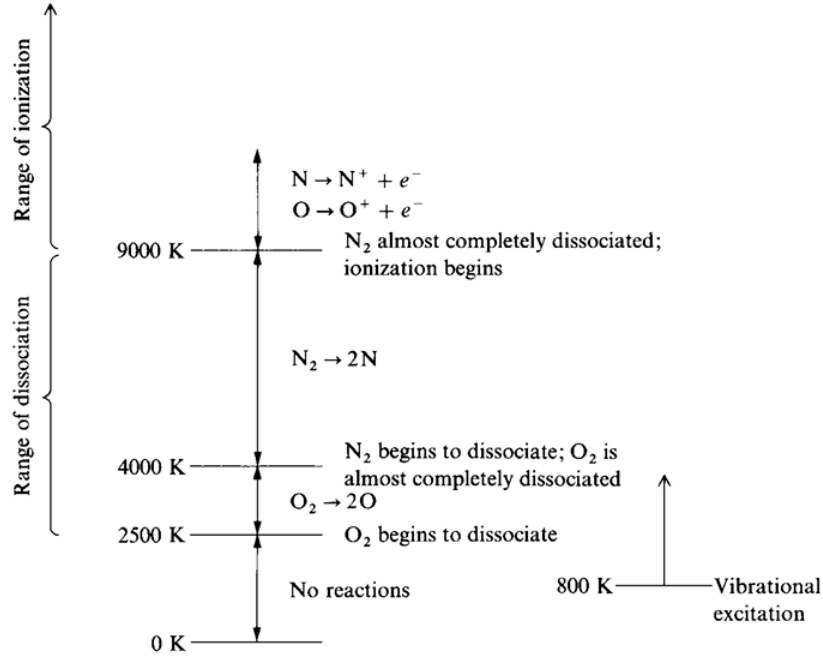 Range of ionization
N → N⁺ + e⁻
O → O⁺ + e⁻
9000 K
N₂ almost completely dissociated;
ionization begins
Range of dissociation
N₂ → 2N
4000 K
N₂ begins to dissociate; O₂ is
almost completely dissociated
O₂ → 2O
2500 K
O₂ begins to dissociate
No reactions
800 K
Vibrational
excitation
0 K